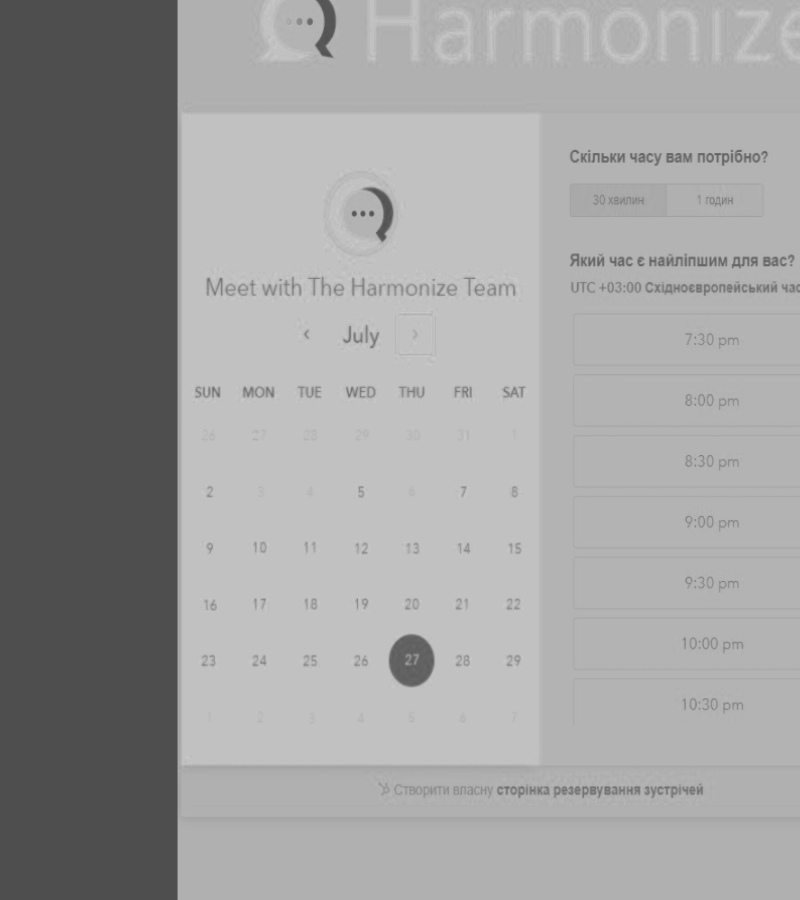 Harmonize
Meet with The Harmonize Team
‹ July ›
SUN MON TUE WED THU FRI SAT
26 27 28 29 30 31 1
2 3 4 5 6 7 8
9 10 11 12 13 14 15
16 17 18 19 20 21 22
23 24 25 26 27 28 29
1 2 3 4 5 6 7
Скільки часу вам потрібно?
30 хвилин 1 годин
Який час є найліпшим для вас?
UTC +03:00 Східноєвропейський час
7:30 pm
8:00 pm
8:30 pm
9:00 pm
9:30 pm
10:00 pm
10:30 pm
Створити власну сторінка резервування зустрічей